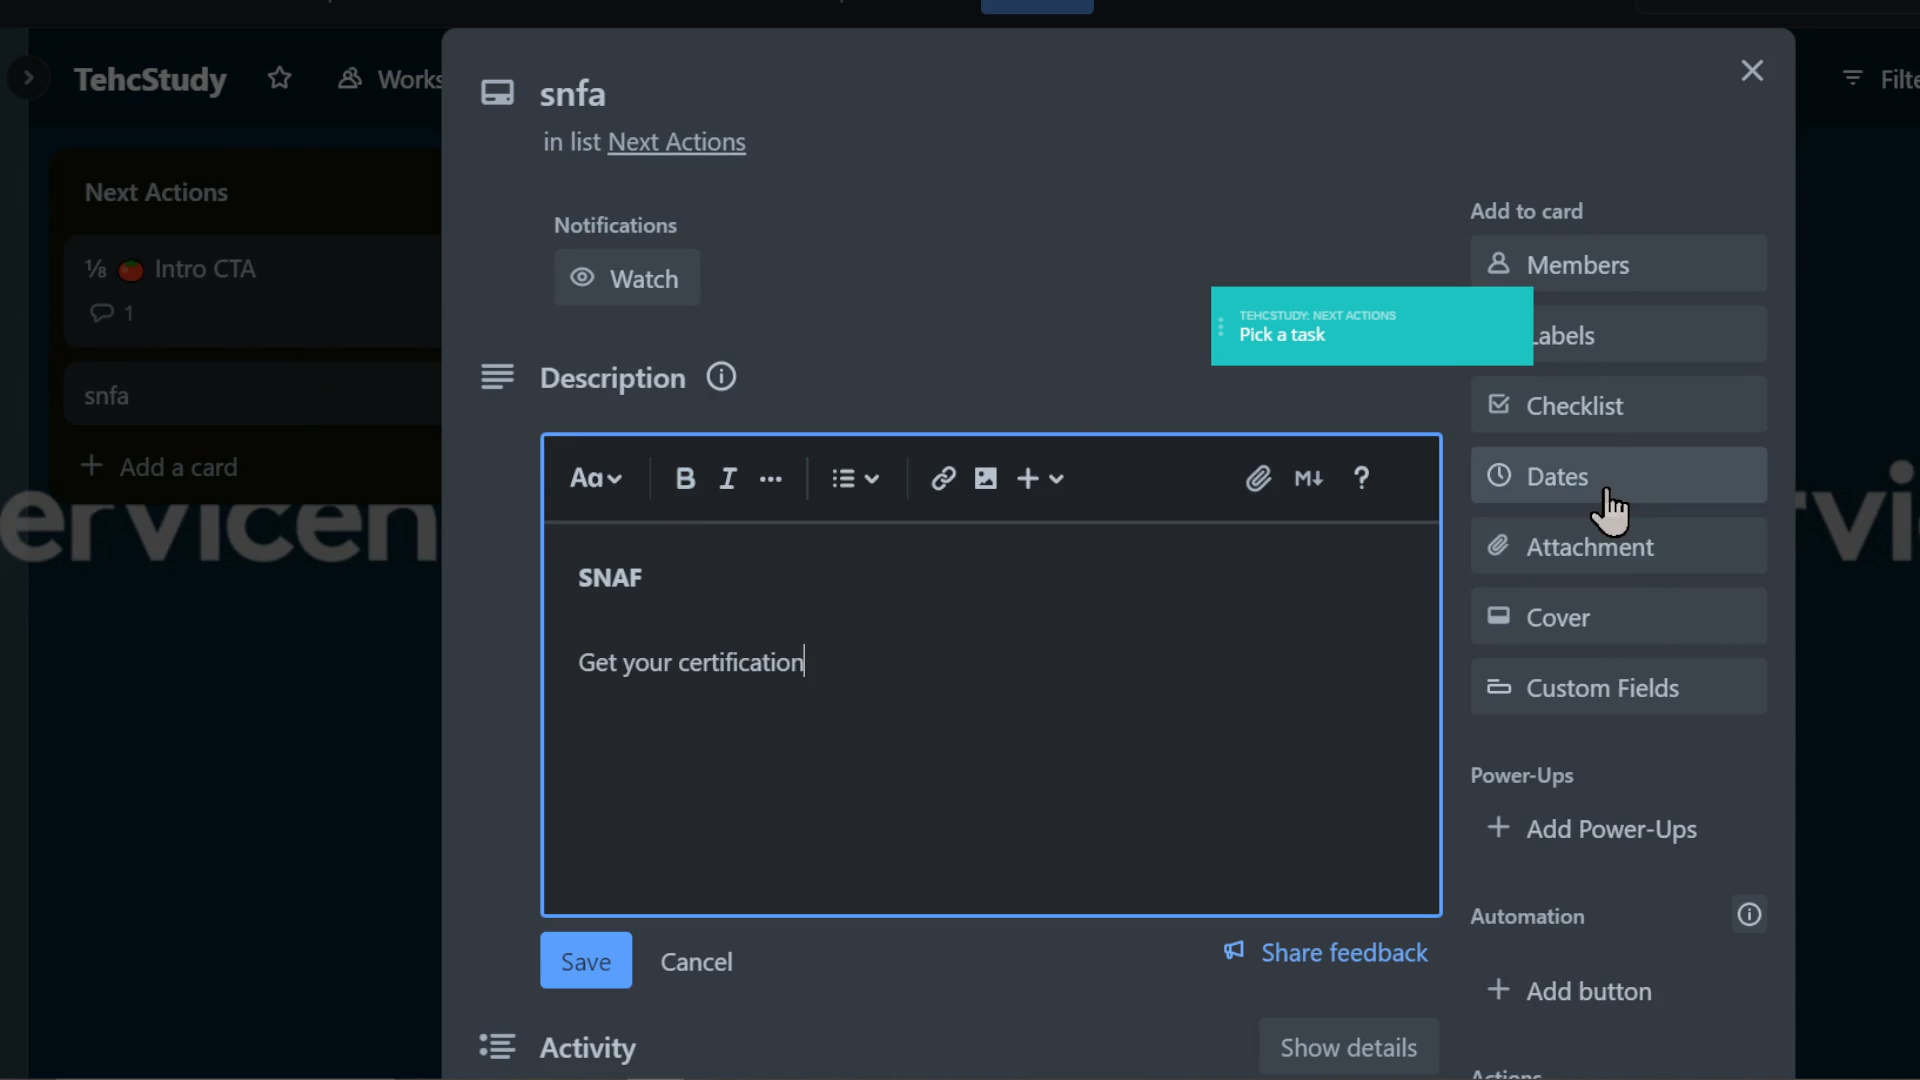 TehcStudy
Works
Filte
snfa
in list Next Actions
Next Actions
⅛ 🍅 Intro CTA
1
snfa
+ Add a card
ervicen
rvi
Notifications
Watch
Description
Aa
B I ...
M↓ ?
SNAF
Get your certification
Save
Cancel
Share feedback
Activity
Show details
TEHCSTUDY: NEXT ACTIONS
Pick a task
Add to card
Members
Labels
Checklist
Dates
Attachment
Cover
Custom Fields
Power-Ups
+ Add Power-Ups
Automation
+ Add button
Actions